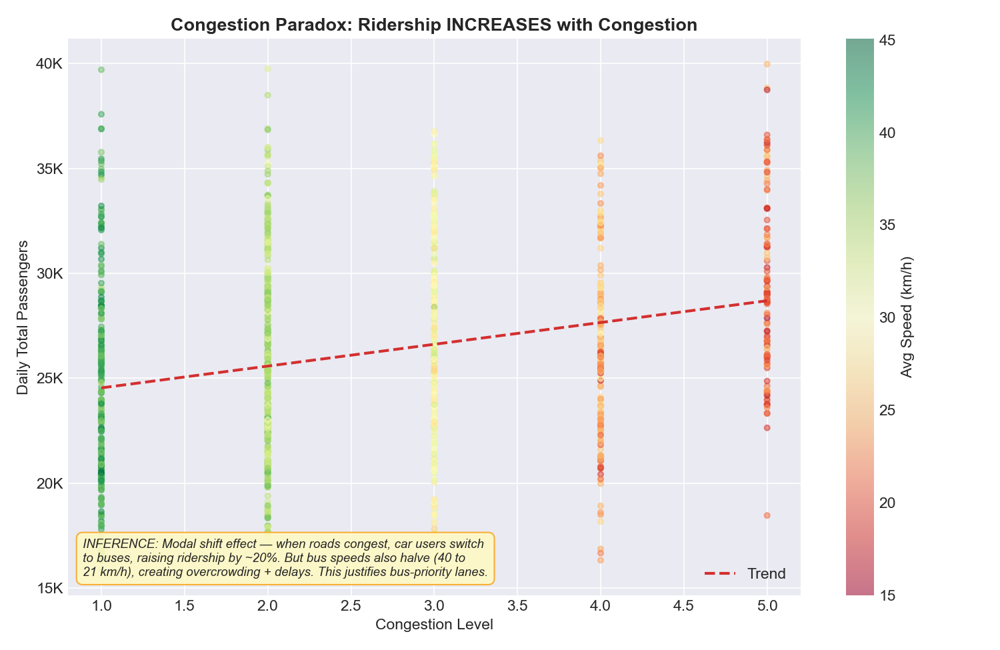 Congestion Paradox: Ridership INCREASES with Congestion
40K
35K
30K
25K
20K
15K
Daily Total Passengers
INFERENCE: Modal shift effect — when roads congest, car users switch
to buses, raising ridership by ~20%. But bus speeds also halve (40 to
21 km/h), creating overcrowding + delays. This justifies bus-priority lanes.
Trend
1.0
1.5
2.0
2.5
3.0
3.5
4.0
4.5
5.0
Congestion Level
45
40
35
30
25
20
15
Avg Speed (km/h)